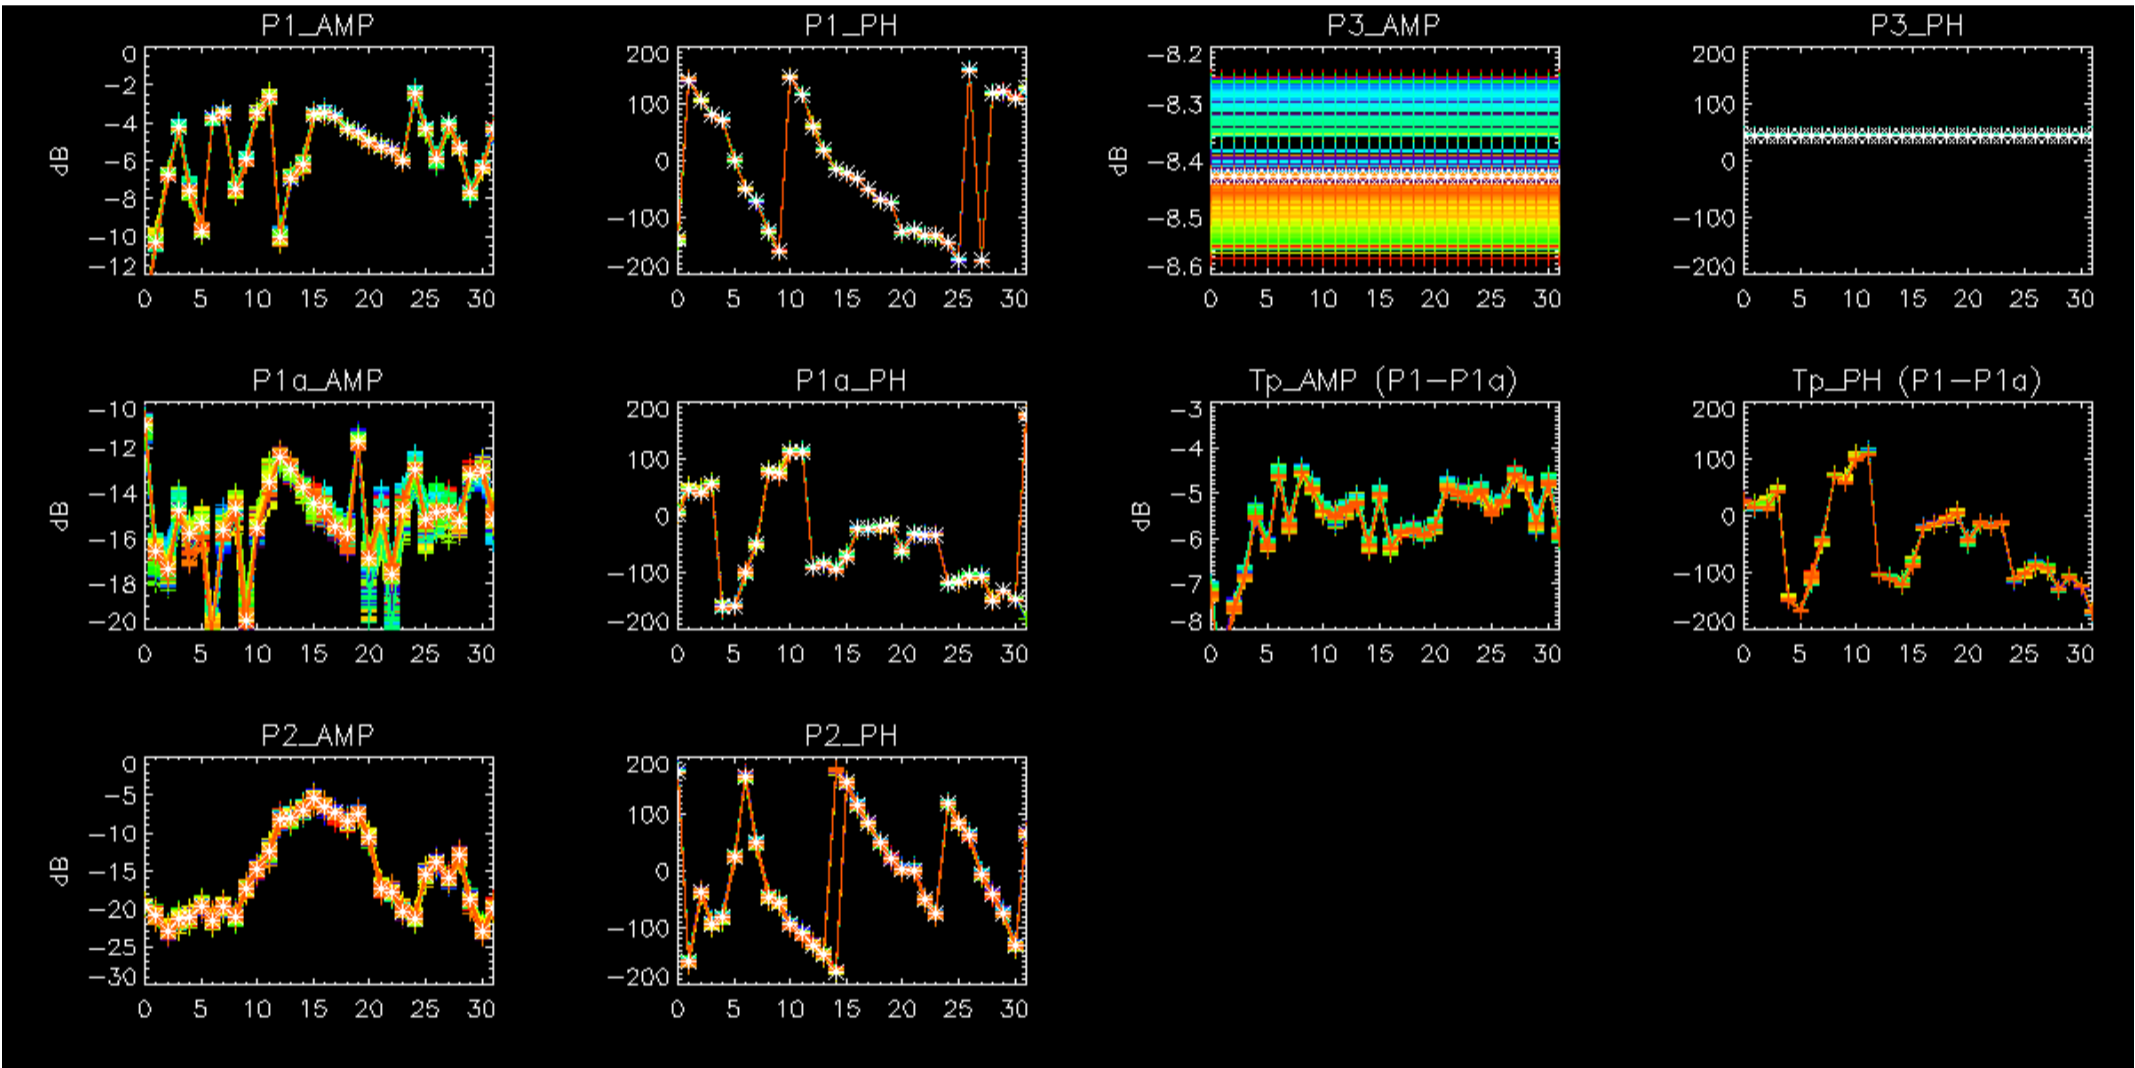 P1_AMP
P1_PH
P3_AMP
P3_PH
0
−2
−4
−6
−8
−10
−12
dB
0 5 10 15 20 25 30
200
100
0
−100
−200
0 5 10 15 20 25 30
−8.2
−8.3
−8.4
−8.5
−8.6
dB
0 5 10 15 20 25 30
200
100
0
−100
−200
0 5 10 15 20 25 30
P1a_AMP
P1a_PH
Tp_AMP (P1−P1a)
Tp_PH (P1−P1a)
−10
−12
−14
−16
−18
−20
dB
0 5 10 15 20 25 30
200
100
0
−100
−200
0 5 10 15 20 25 30
−3
−4
−5
−6
−7
−8
dB
0 5 10 15 20 25 30
200
100
0
−100
−200
0 5 10 15 20 25 30
P2_AMP
P2_PH
0
−5
−10
−15
−20
−25
−30
dB
0 5 10 15 20 25 30
200
100
0
−100
−200
0 5 10 15 20 25 30